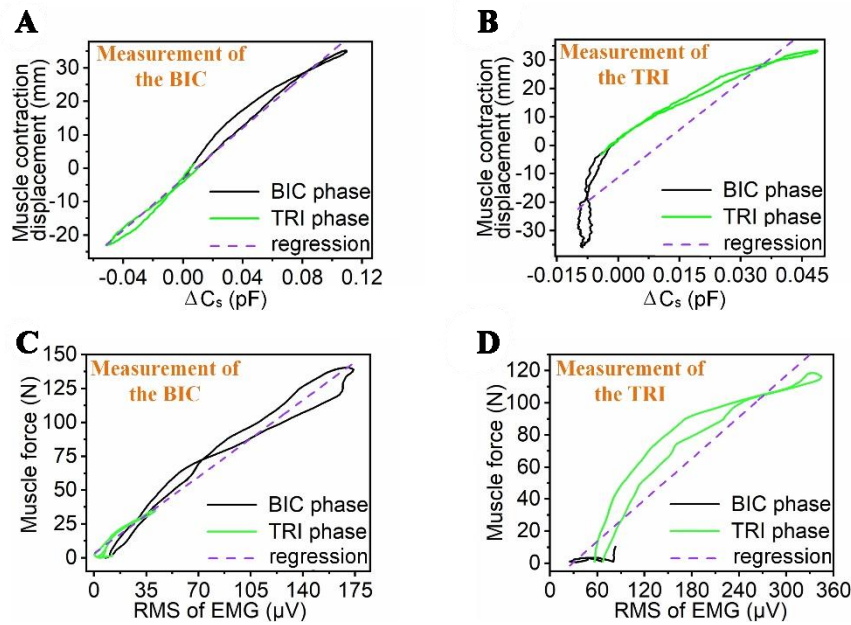 A
Measurement of
the BIC
Muscle contraction
displacement (mm)
30
20
10
0
-10
-20
BIC phase
TRI phase
regression
-0.04 0.00 0.04 0.08 0.12
ΔCs (pF)
B
Measurement of
the TRI
Muscle contraction
displacement (mm)
30
20
10
0
-10
-20
-30
BIC phase
TRI phase
regression
-0.015 0.000 0.015 0.030 0.045
ΔCs (pF)
C
Measurement of
the BIC
Muscle force (N)
150
125
100
75
50
25
0
BIC phase
TRI phase
regression
0 35 70 105 140 175
RMS of EMG (μV)
D
Measurement of
the TRI
Muscle force (N)
120
100
80
60
40
20
0
BIC phase
TRI phase
regression
0 60 120 180 240 300 360
RMS of EMG (μV)